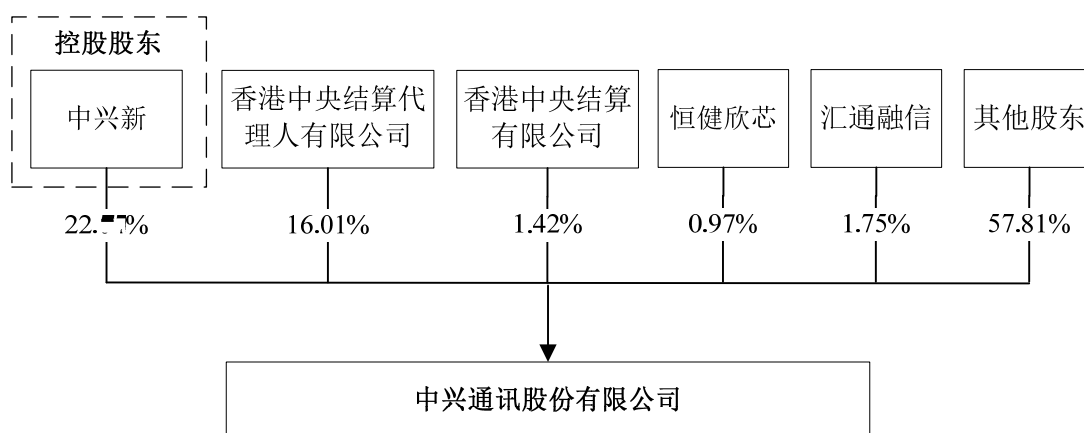 控股股东
中兴新
香港中央结算代
理人有限公司
香港中央结算
有限公司
恒健欣芯
汇通融信
其他股东
16.01%
1.42%
0.97%
1.75%
57.81%
中兴通讯股份有限公司